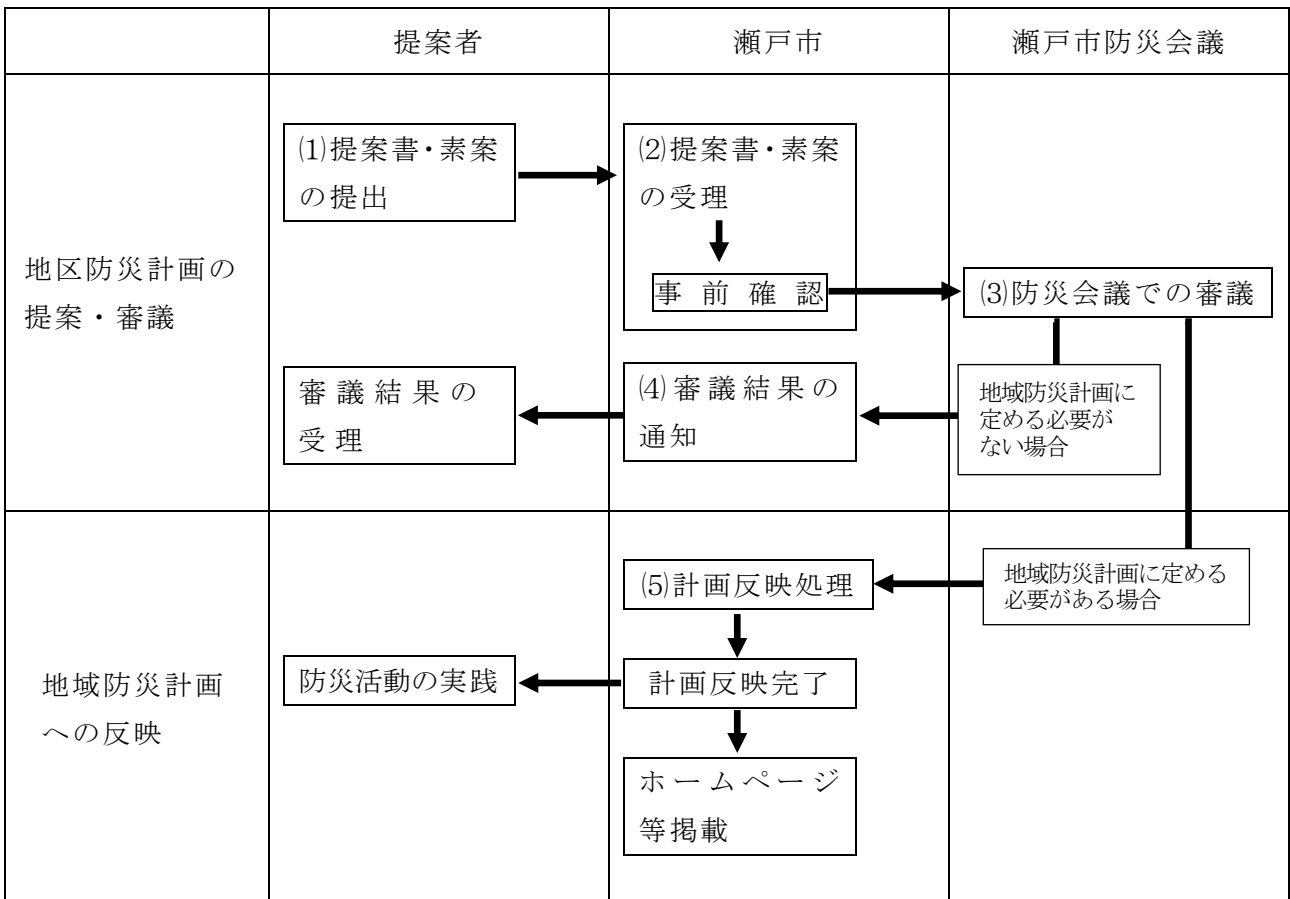 提案者
瀬戸市
瀬戸市防災会議
地区防災計画の
提案・審議
⑴提案書・素案
の提出
⑵提案書・素案
の受理
事前確認
⑶防災会議での審議
審議結果の
受理
⑷審議結果の
通知
地域防災計画に
定める必要が
ない場合
地域防災計画
への反映
⑸計画反映処理
地域防災計画に定める
必要がある場合
防災活動の実践
計画反映完了
ホームページ
等掲載